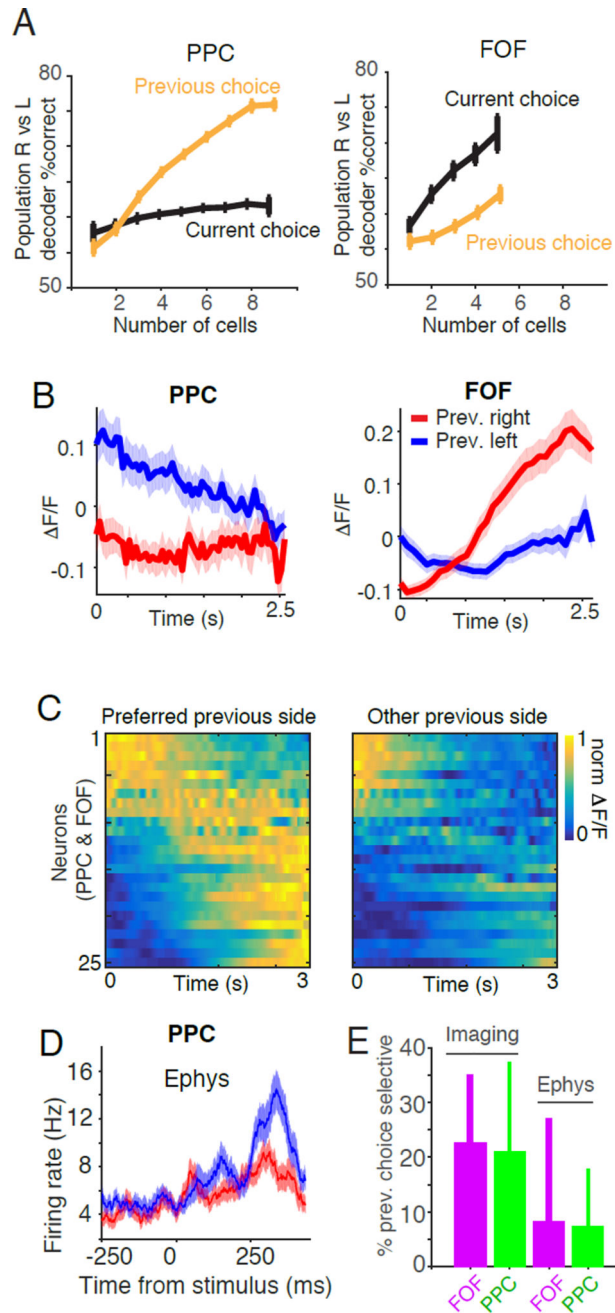 A
PPC
FOF
80
Previous choice
Current choice
50
Population R vs L
decoder %correct
2 4 6 8
Number of cells
80
Current choice
Previous choice
50
Population R vs L
decoder %correct
2 4 6 8
Number of cells
B
PPC
FOF
0.1
0
-0.1
ΔF/F
0 2.5
Time (s)
Prev. right
Prev. left
0.2
0.1
0
-0.1
ΔF/F
0 2.5
Time (s)
C
Preferred previous side
Other previous side
1
25
Neurons
(PPC & FOF)
0 3
Time (s)
0 3
Time (s)
1
0
norm ΔF/F
D
PPC
Ephys
16
12
8
4
Firing rate (Hz)
-250 0 250
Time from stimulus (ms)
E
Imaging
Ephys
40
30
20
10
0
% prev. choice selective
FOF PPC FOF PPC